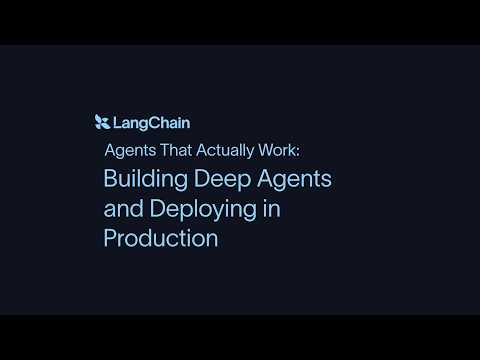 LangChain
Agents That Actually Work:
Building Deep Agents
and Deploying in
Production